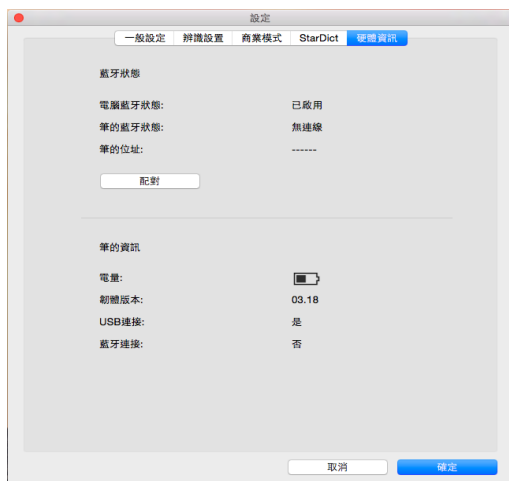 設定
一般設定 辨識設置 商業模式 StarDict 硬體資訊
藍牙狀態
電腦藍牙狀態: 已啟用
筆的藍牙狀態: 無連線
筆的位址: ------
配對
筆的資訊
電量:
韌體版本: 03.18
USB連接: 是
藍牙連接: 否
取消 確定